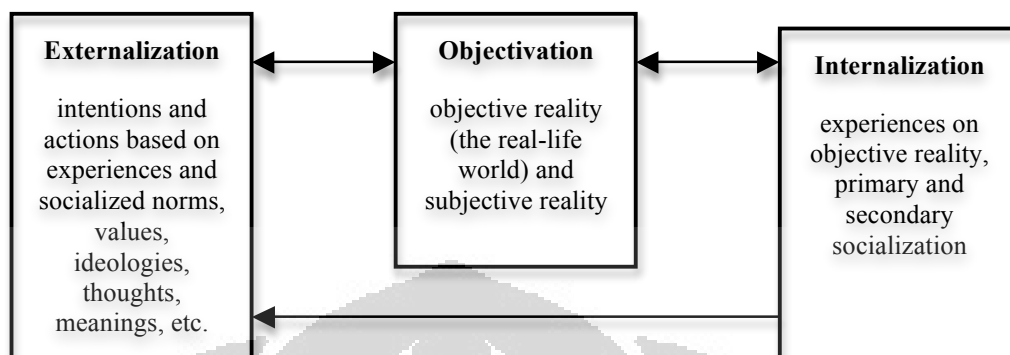 Externalization
intentions and
actions based on
experiences and
socialized norms,
values,
ideologies,
thoughts,
meanings, etc.
Objectivation
objective reality
(the real-life
world) and
subjective reality
Internalization
experiences on
objective reality,
primary and
secondary
socialization